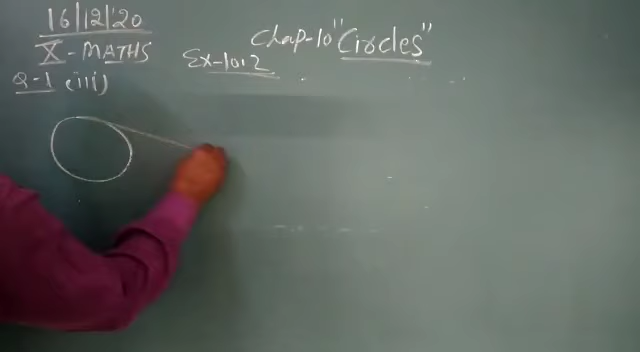 16/12/'20
X - MATHS
Chap-10 "Circles"
Ex-10.2
Q-1 (iii)